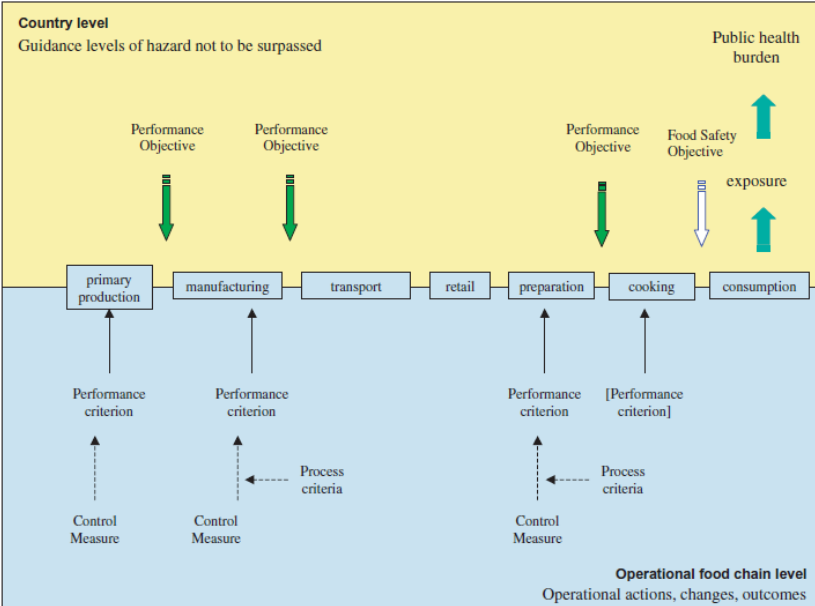 Country level
Guidance levels of hazard not to be surpassed
Public health
burden
Performance
Objective
Performance
Objective
Performance
Objective
Food Safety
Objective
exposure
primary
production
manufacturing
transport
retail
preparation
cooking
consumption
Performance
criterion
Performance
criterion
Performance
criterion
[Performance
criterion]
Process
criteria
Process
criteria
Control
Measure
Control
Measure
Control
Measure
Operational food chain level
Operational actions, changes, outcomes